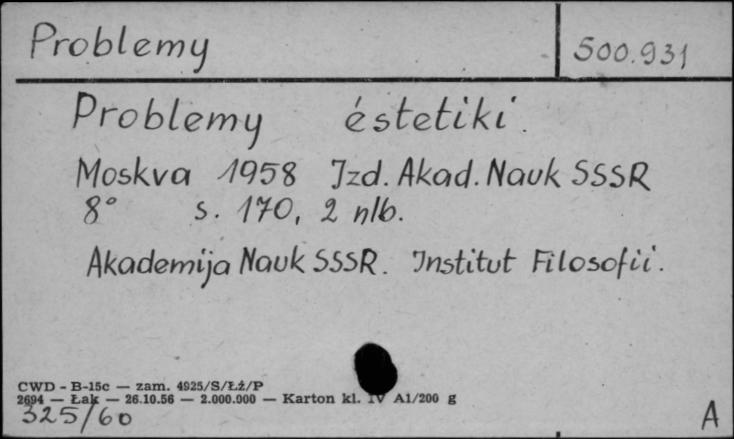 Problemy 500.931
Problemy éstetiki.
Moskva 1958 Izd. Akad. Nauk SSSR
8° s. 170, 2 nlb.
Akademija Nauk SSSR. Institut Filosofii.
CWD - B-15c — zam. 4925/S/Łż/P
2694 — Łak — 26.10.56 — 2.000.000 — Karton kl. IV A1/200 g
325/60 A